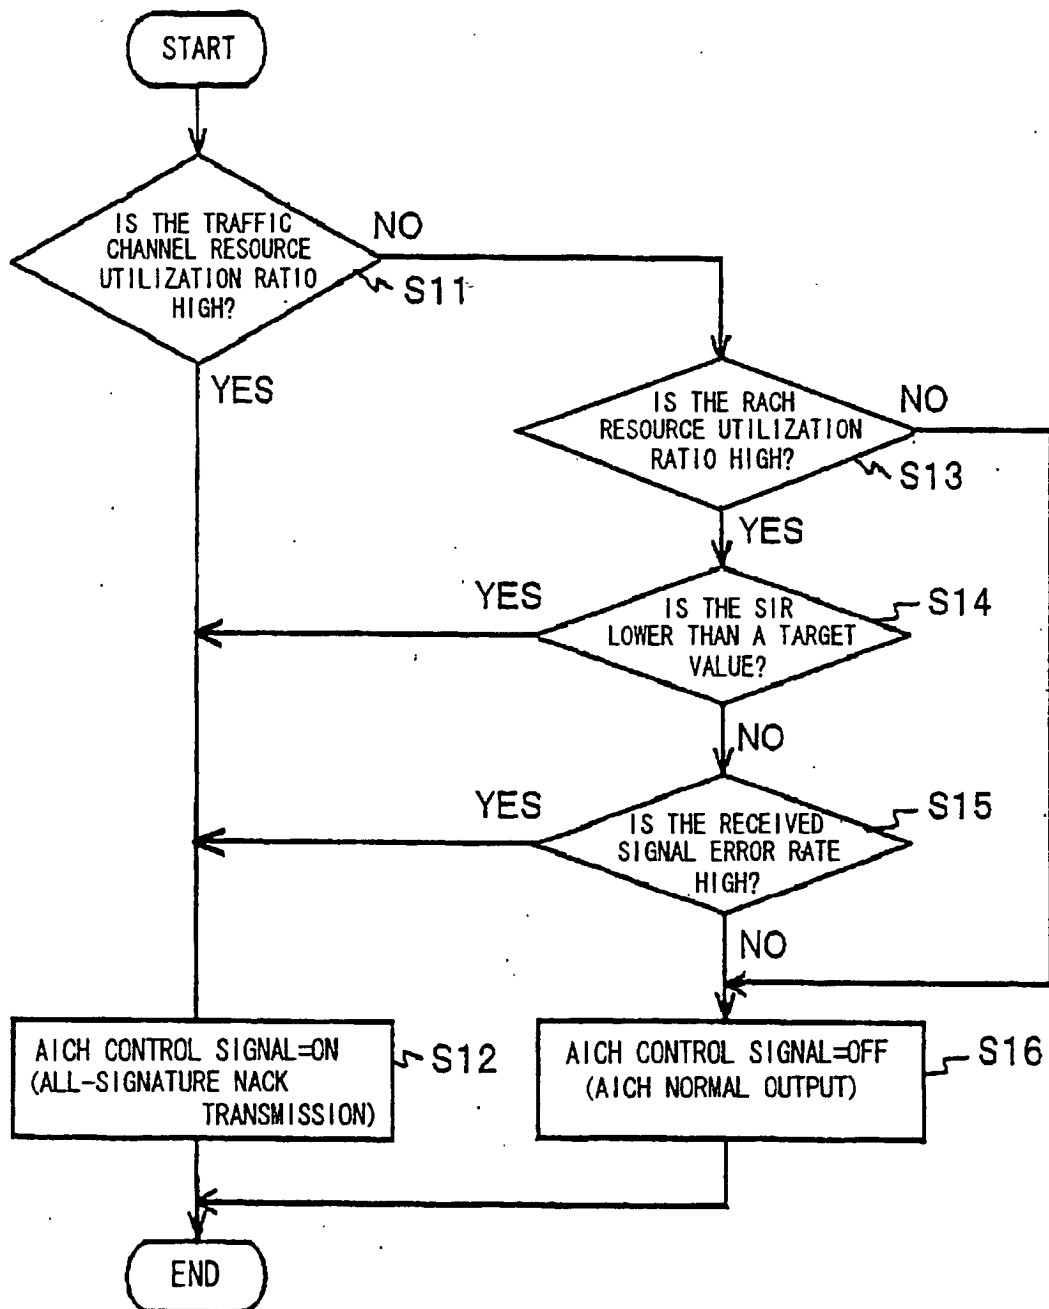 START
IS THE TRAFFIC
CHANNEL RESOURCE
UTILIZATION RATIO
HIGH?
NO
S11
YES
IS THE RACH
RESOURCE UTILIZATION
RATIO HIGH?
NO
S13
YES
IS THE SIR
LOWER THAN A TARGET
VALUE?
YES
S14
NO
IS THE RECEIVED
SIGNAL ERROR RATE
HIGH?
YES
S15
NO
AICH CONTROL SIGNAL=ON
(ALL-SIGNATURE NACK
TRANSMISSION)
S12
AICH CONTROL SIGNAL=OFF
(AICH NORMAL OUTPUT)
S16
END